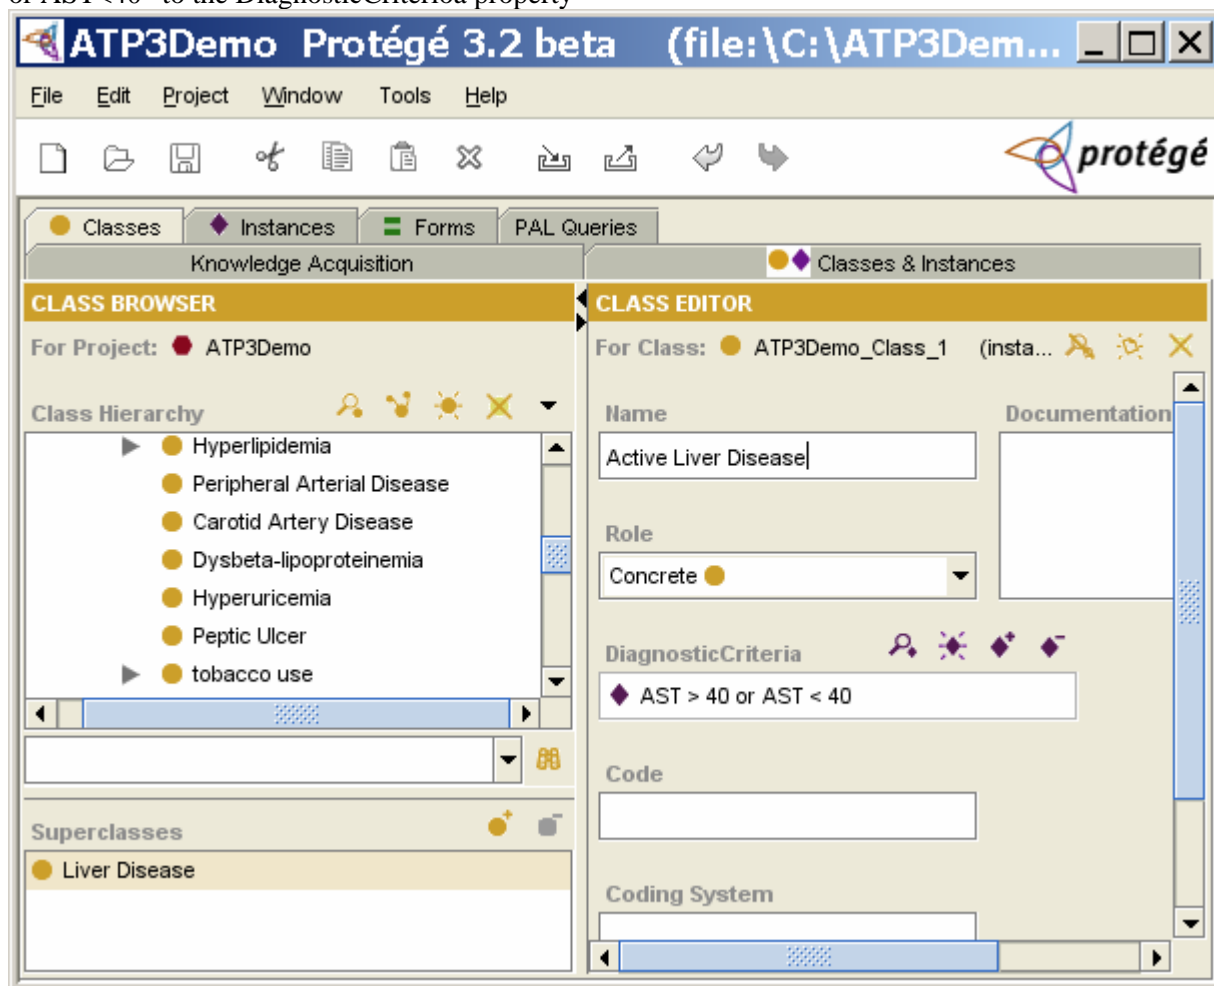 or AST <40" to the DiagnosticCriterioa property
ATP3Demo Protégé 3.2 beta (file:\C:\ATP3Dem...
File Edit Project Window Tools Help
protégé
Classes Instances Forms PAL Queries
Knowledge Acquisition Classes & Instances
CLASS BROWSER
For Project: ATP3Demo
Class Hierarchy
Hyperlipidemia
Peripheral Arterial Disease
Carotid Artery Disease
Dysbeta-lipoproteinemia
Hyperuricemia
Peptic Ulcer
tobacco use
Superclasses
Liver Disease
CLASS EDITOR
For Class: ATP3Demo_Class_1 (insta...
Name Documentation
Active Liver Disease
Role
Concrete
DiagnosticCriteria
AST > 40 or AST < 40
Code
Coding System